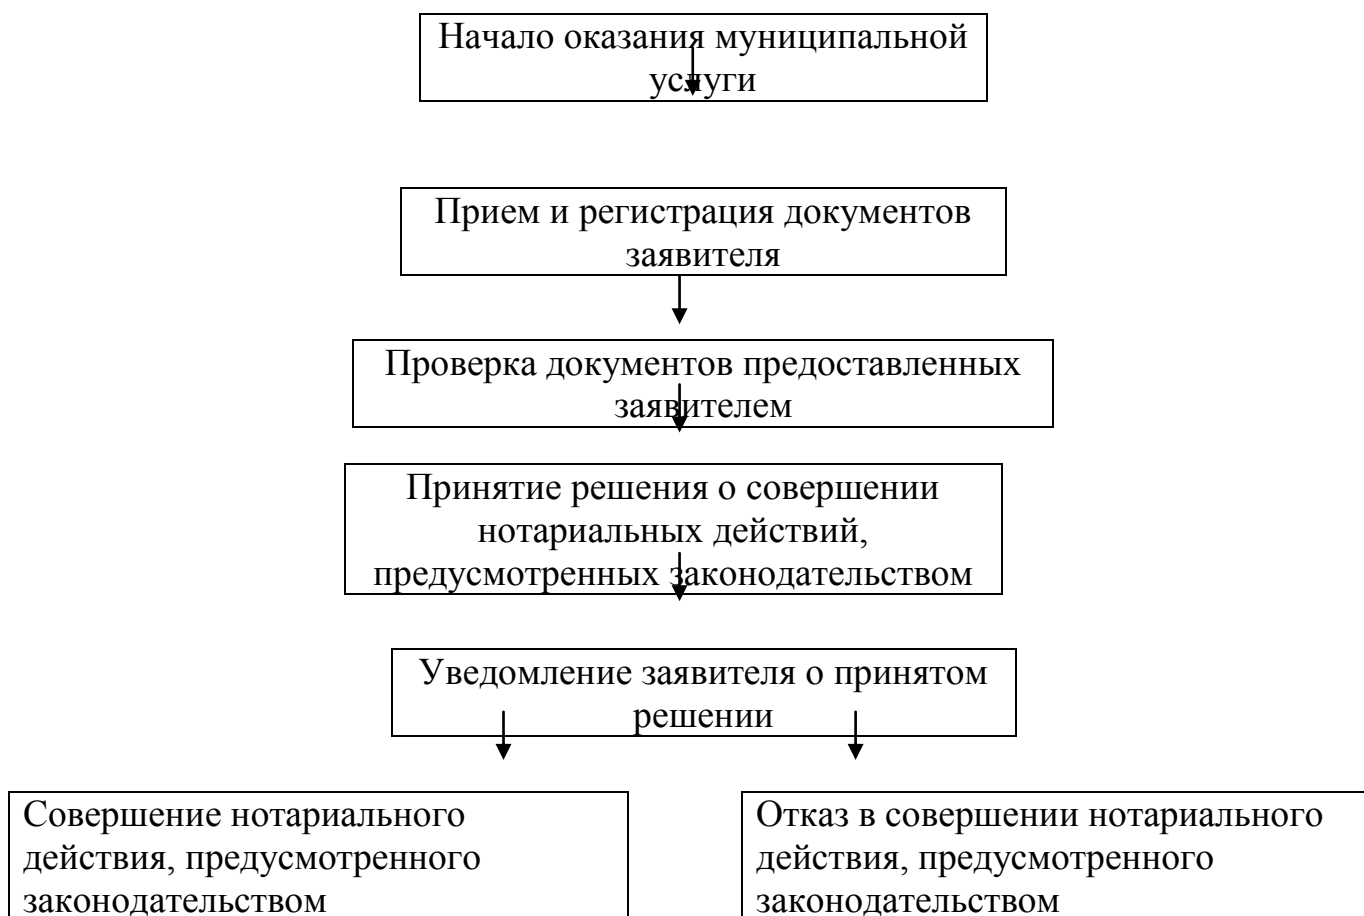 Начало оказания муниципальной
услуги
Прием и регистрация документов
заявителя
Проверка документов предоставленных
заявителем
Принятие решения о совершении
нотариальных действий,
предусмотренных законодательством
Уведомление заявителя о принятом
решении
Совершение нотариального
действия, предусмотренного
законодательством
Отказ в совершении нотариального
действия, предусмотренного
законодательством